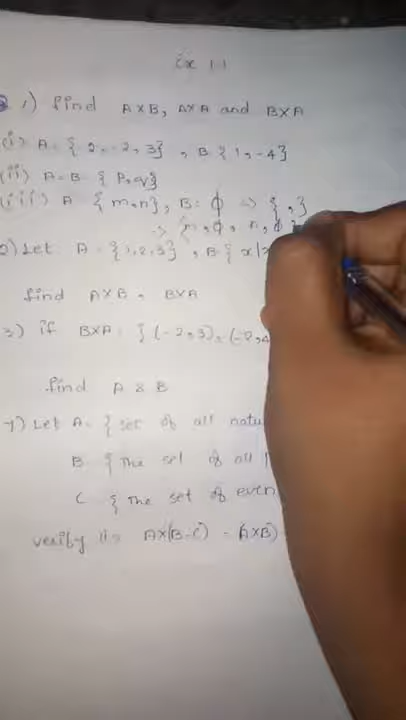 Ex 1.1
1) find A×B, A×A and B×A
(i) A = {2, -2, 3} , B {1, -4}
(ii) A = B {p, q}
(iii) A {m, n} , B = ϕ => { , }
=> {m, ϕ, n, ϕ }
2) Let A = {1, 2, 3} , B {x|
find A×B , B×A
3) if B×A = {(-2, 3), (-2, 4
find A & B
Let A = {set of all natu
B {The set of all
C {The set of even
verify (i) A×(B-C) = (A×B)